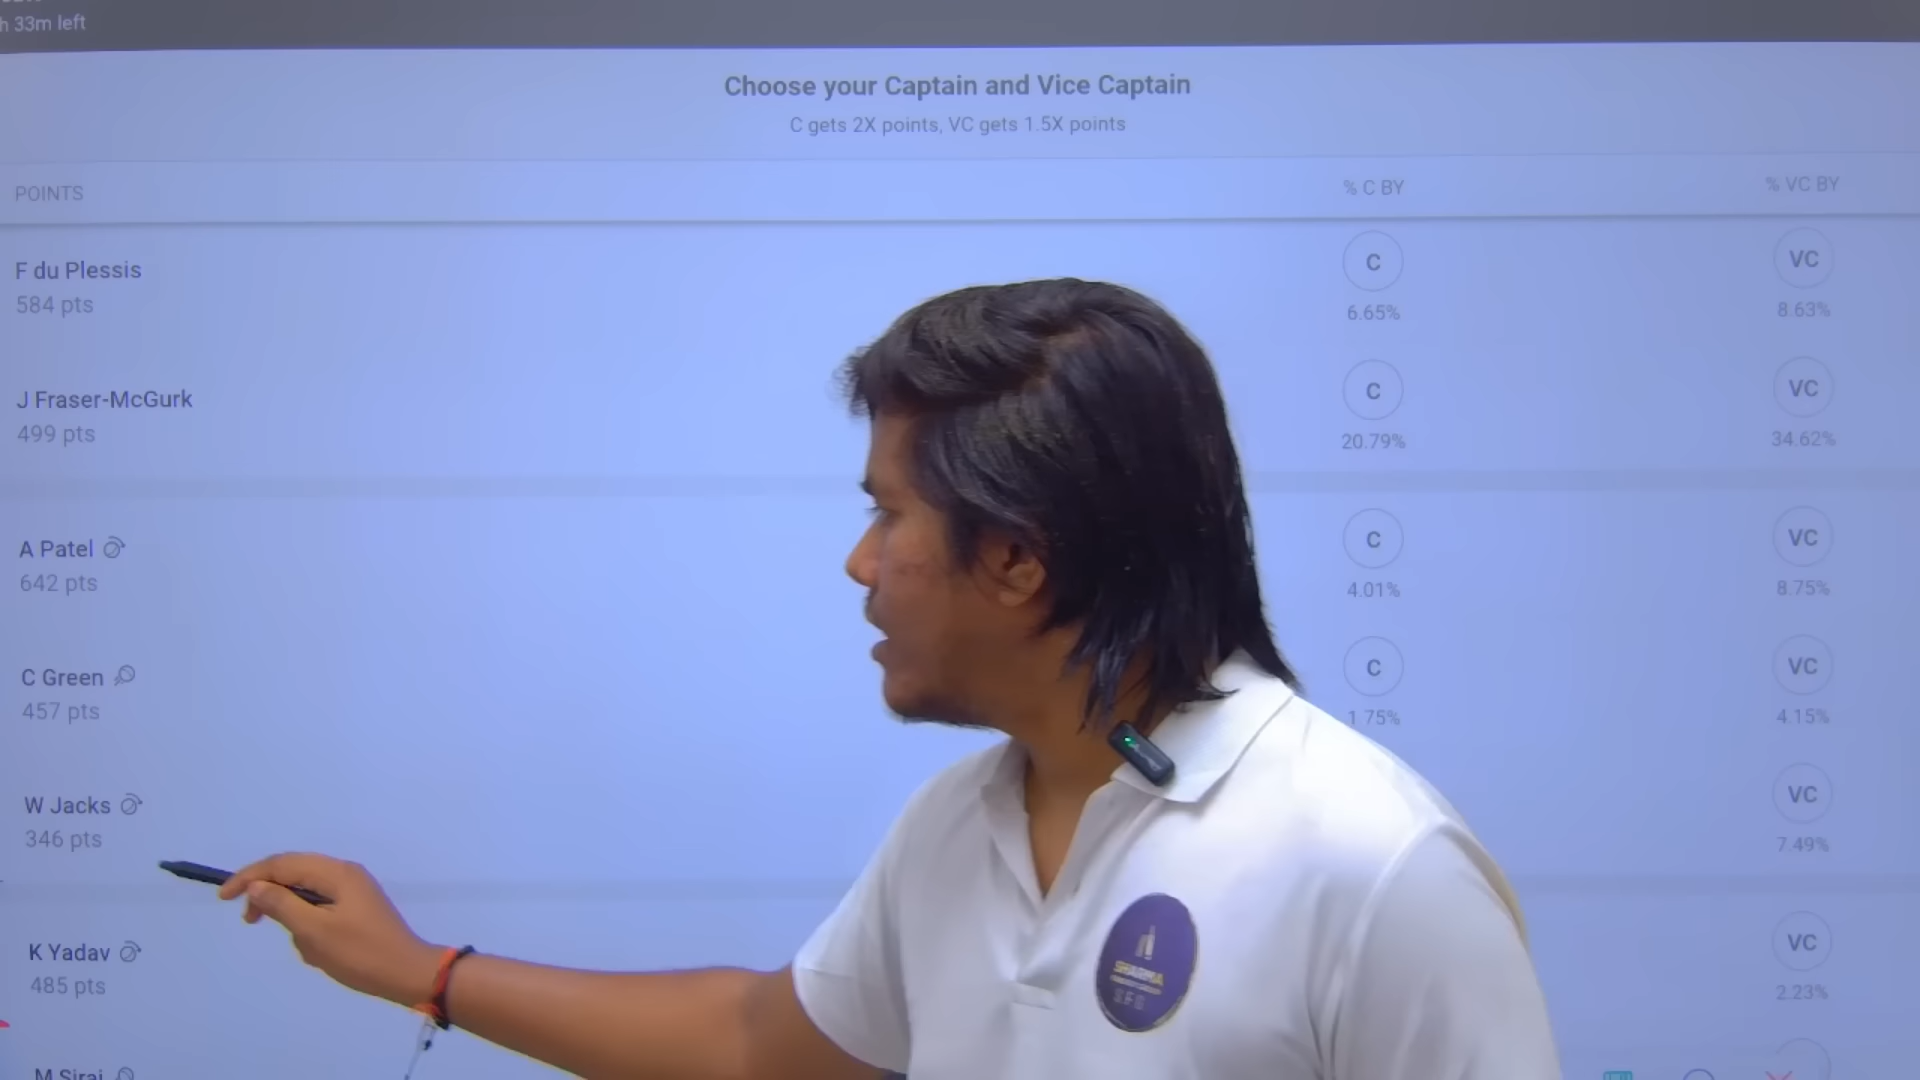 h 33m left
Choose your Captain and Vice Captain
C gets 2X points, VC gets 1.5X points
POINTS % C BY % VC BY
F du Plessis C VC
584 pts 6.65% 8.63%
J Fraser-McGurk C VC
499 pts 20.79% 34.62%
A Patel C VC
642 pts 4.01% 8.75%
C Green C VC
457 pts 1.75% 4.15%
W Jacks VC
346 pts 7.49%
K Yadav VC
485 pts 2.23%
M Siraj
SHARMA